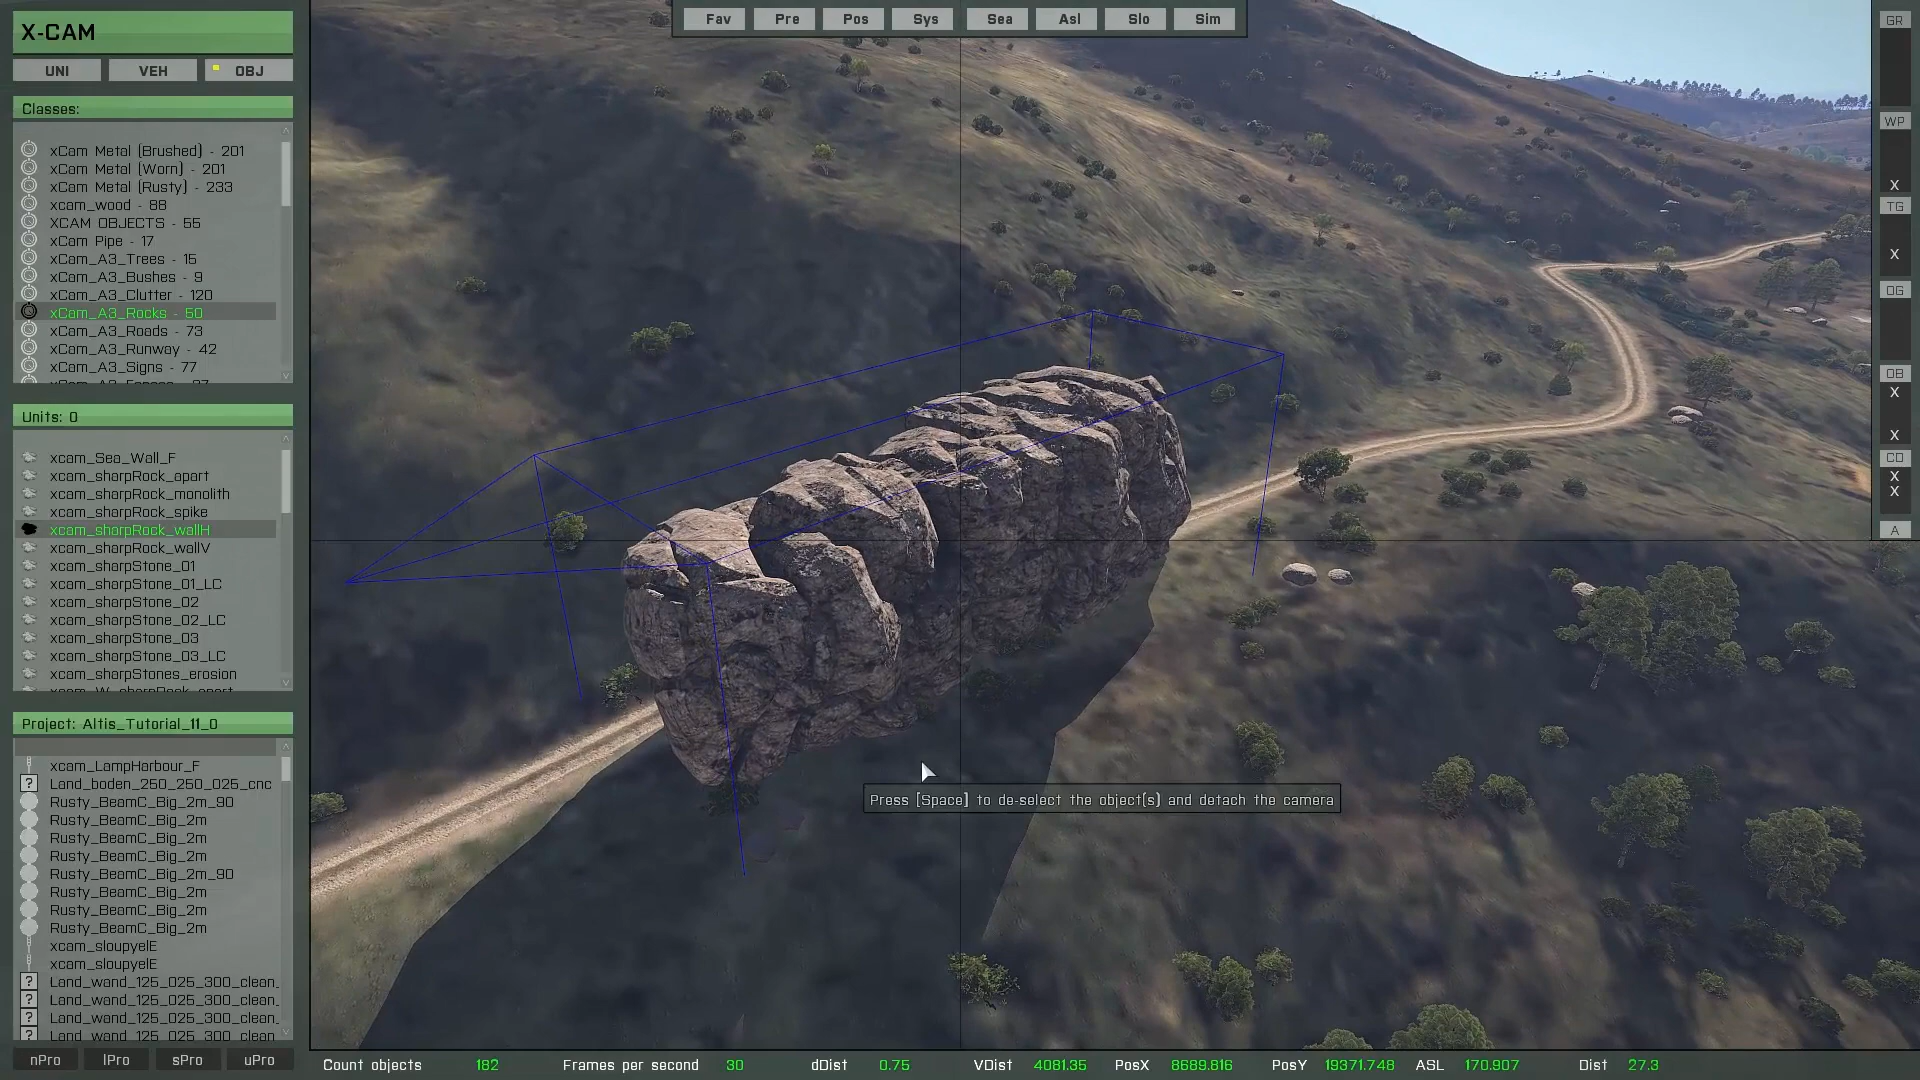 X-CAM
UNI VEH OBJ
Classes:
xCam Metal (Brushed) - 201
xCam Metal (Worn) - 201
xCam Metal (Rusty) - 233
xcam_wood - 88
XCAM OBJECTS - 55
xCam Pipe - 17
xCam_A3_Trees - 15
xCam_A3_Bushes - 9
xCam_A3_Clutter - 120
xCam_A3_Rocks - 50
xCam_A3_Roads - 73
xCam_A3_Runway - 42
xCam_A3_Signs - 77
Units: 0
xcam_Sea_Wall_F
xcam_sharpRock_apart
xcam_sharpRock_monolith
xcam_sharpRock_spike
xcam_sharpRock_wallH
xcam_sharpRock_wallV
xcam_sharpStone_01
xcam_sharpStone_01_LC
xcam_sharpStone_02
xcam_sharpStone_02_LC
xcam_sharpStone_03
xcam_sharpStone_03_LC
xcam_sharpStones_erosion
xcam_W_sharpRock_apart
Project: Altis_Tutorial_11_0
xcam_LampHarbour_F
? Land_boden_250_250_025_cnc
Rusty_BeamC_Big_2m_90
Rusty_BeamC_Big_2m
Rusty_BeamC_Big_2m
Rusty_BeamC_Big_2m
Rusty_BeamC_Big_2m_90
Rusty_BeamC_Big_2m
Rusty_BeamC_Big_2m
Rusty_BeamC_Big_2m
xcam_sloupyelE
xcam_sloupyelE
? Land_wand_125_025_300_clean_
? Land_wand_125_025_300_clean_
? Land_wand_125_025_300_clean_
? Land_wand_125_025_300_clean
nPro lPro sPro uPro
Fav Pre Pos Sys Sea Asl Slo Sim
Press [Space] to de-select the object(s) and detach the camera
GR
WP
X
TG
X
OG
OB
X
X
CO
X
X
A
Count objects 182 Frames per second 30 dDist 0.75 VDist 4081.35 PosX 8689.816 PosY 19371.748 ASL 170.907 Dist 27.3